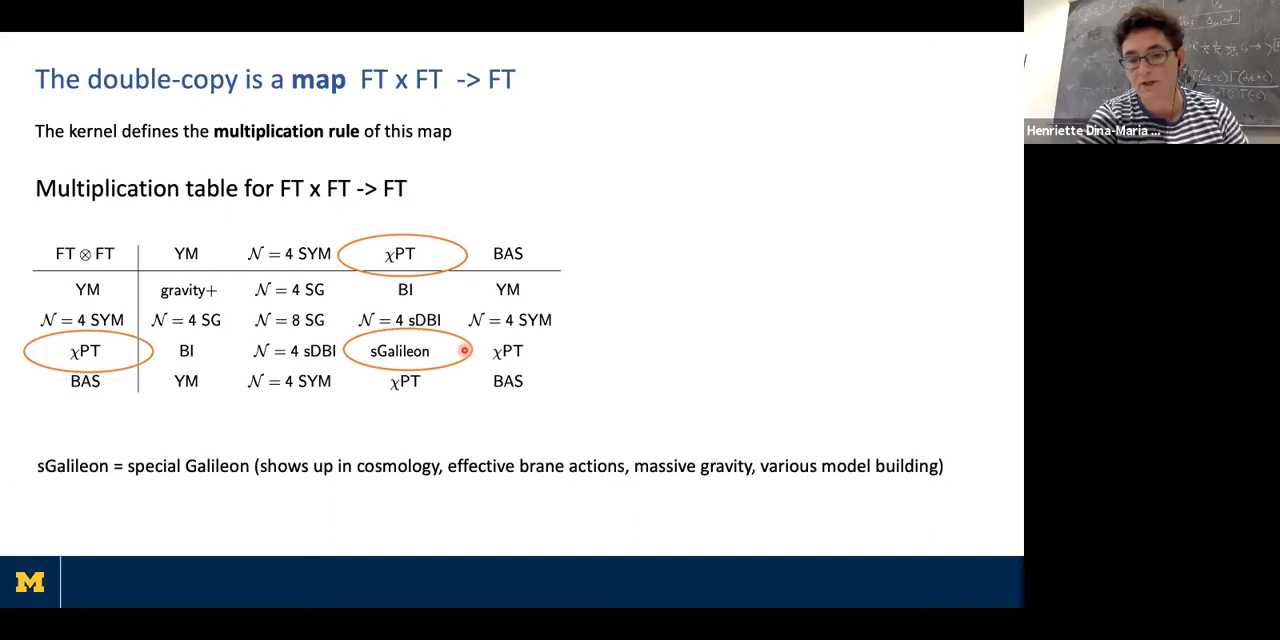 The double-copy is a map FT x FT -> FT
The kernel defines the multiplication rule of this map
Multiplication table for FT x FT -> FT
FT ⊗ FT YM 𝒩 = 4 SYM χPT BAS
YM gravity+ 𝒩 = 4 SG BI YM
𝒩 = 4 SYM 𝒩 = 4 SG 𝒩 = 8 SG 𝒩 = 4 sDBI 𝒩 = 4 SYM
χPT BI 𝒩 = 4 sDBI sGalileon χPT
BAS YM 𝒩 = 4 SYM χPT BAS
sGalileon = special Galileon (shows up in cosmology, effective brane actions, massive gravity, various model building)
M
Henriette Dina-Maria ...